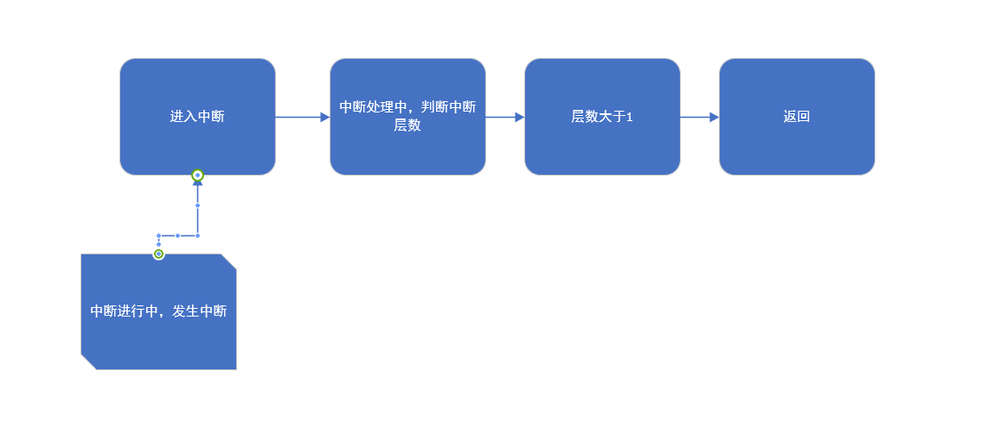 进入中断
中断处理中，判断中断
层数
层数大于1
返回
中断进行中，发生中断